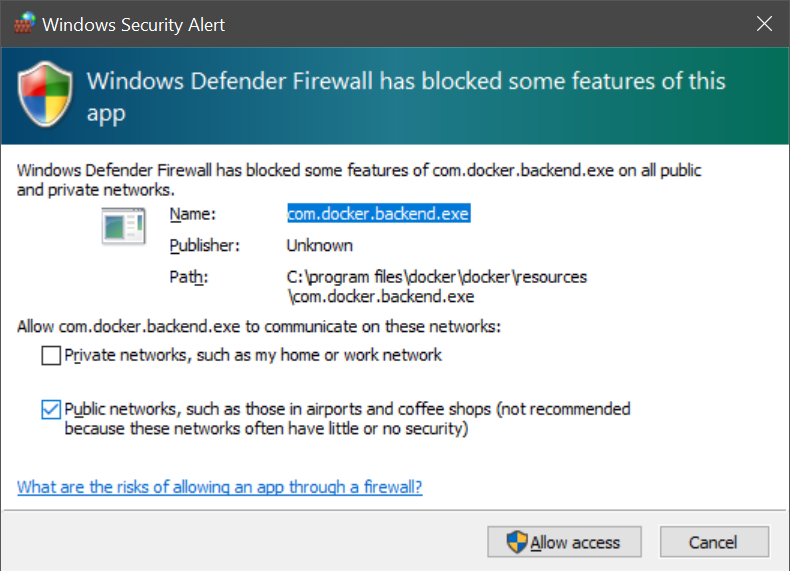 Windows Security Alert
Windows Defender Firewall has blocked some features of this
app
Windows Defender Firewall has blocked some features of com.docker.backend.exe on all public
and private networks.
Name: com.docker.backend.exe
Publisher: Unknown
Path: C:\program files\docker\docker\resources
\com.docker.backend.exe
Allow com.docker.backend.exe to communicate on these networks:
Private networks, such as my home or work network
Public networks, such as those in airports and coffee shops (not recommended
because these networks often have little or no security)
What are the risks of allowing an app through a firewall?
Allow access Cancel